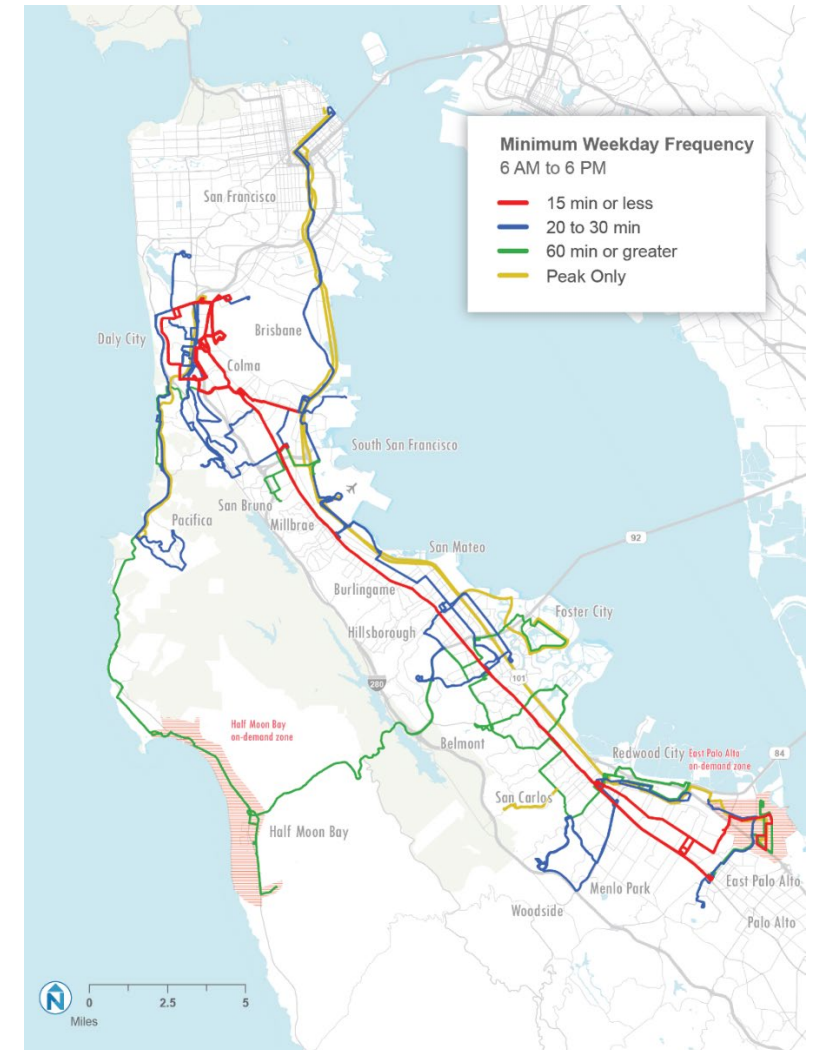 Minimum Weekday Frequency
6 AM to 6 PM
15 min or less
20 to 30 min
60 min or greater
Peak Only
San Francisco
Daly City
Brisbane
Colma
South San Francisco
San Bruno
Pacifica
Millbrae
92
San Mateo
Burlingame
Foster City
Hillsborough
101
280
Half Moon Bay
on-demand zone
Belmont
Redwood City
East Palo Alto
on-demand zone
84
San Carlos
Half Moon Bay
East Palo Alto
Menlo Park
Woodside
Palo Alto
N
0
2.5
5
Miles